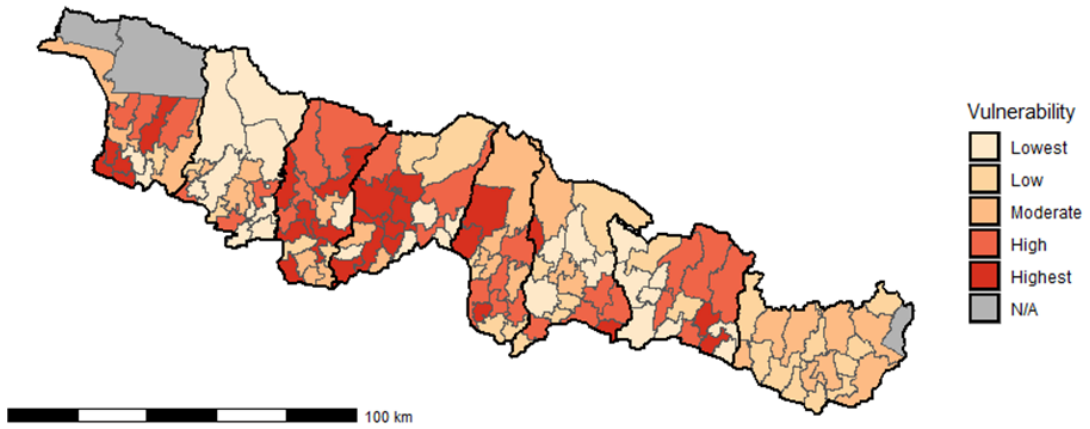 Vulnerability
Lowest
Low
Moderate
High
Highest
N/A
100 km